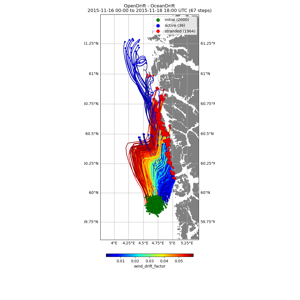 OpenDrift - OceanDrift
2015-11-16 00:00 to 2015-11-18 18:00 UTC (67 steps)
initial (2000)
active (36)
stranded (1964)
61.25°N 61.25°N
61°N 61°N
60.75°N 60.75°N
60.5°N 60.5°N
60.25°N 60.25°N
60°N 60°N
59.75°N 59.75°N
4°E 4.25°E 4.5°E 4.75°E 5°E 5.25°E
0.01 0.02 0.03 0.04 0.05
wind_drift_factor